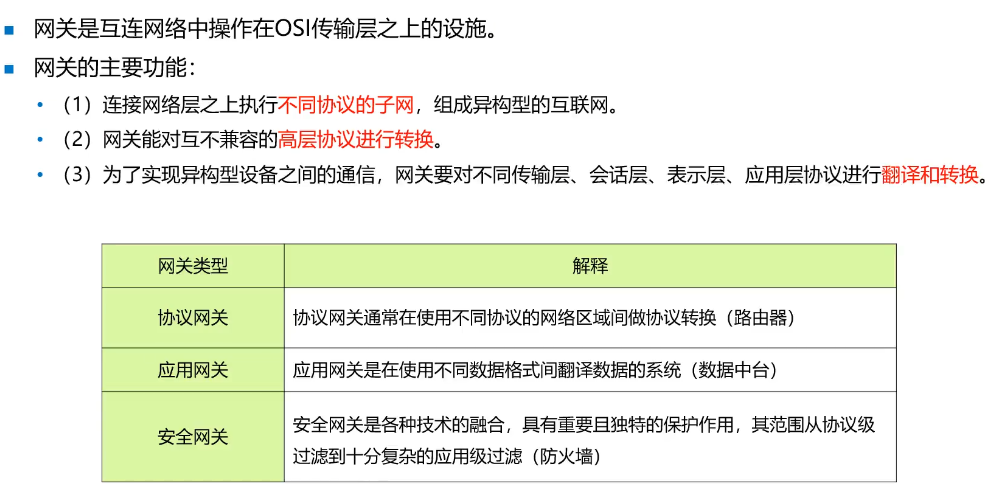 网关是互连网络中操作在OSI传输层之上的设施。
网关的主要功能：
（1）连接网络层之上执行不同协议的子网，组成异构型的互联网。
（2）网关能对互不兼容的高层协议进行转换。
（3）为了实现异构型设备之间的通信，网关要对不同传输层、会话层、表示层、应用层协议进行翻译和转换。
网关类型 解释
协议网关 协议网关通常在使用不同协议的网络区域间做协议转换（路由器）
应用网关 应用网关是在使用不同数据格式间翻译数据的系统（数据中台）
安全网关 安全网关是各种技术的融合，具有重要且独特的保护作用，其范围从协议级
过滤到十分复杂的应用级过滤（防火墙）